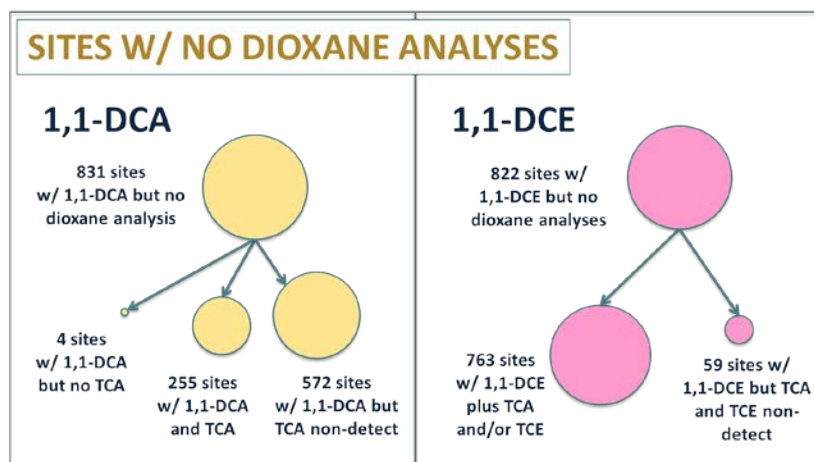 SITES W/ NO DIOXANE ANALYSES
1,1-DCA
831 sites
w/ 1,1-DCA but no
dioxane analysis
4 sites
w/ 1,1-DCA
but no TCA
255 sites
w/ 1,1-DCA
and TCA
572 sites
w/ 1,1-DCA but
TCA non-detect
1,1-DCE
822 sites w/
1,1-DCE but no
dioxane analyses
763 sites
w/ 1,1-DCE
plus TCA
and/or TCE
59 sites w/
1,1-DCE but TCA
and TCE non-
detect